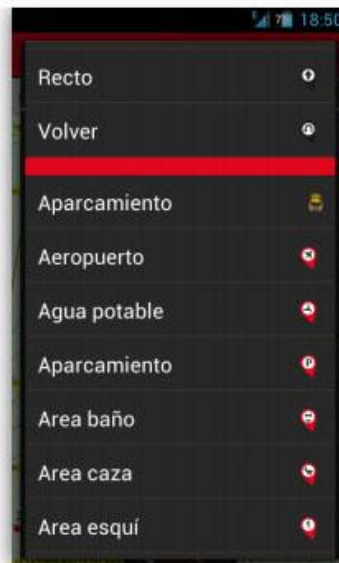 18:50
Recto
Volver
Aparcamiento
Aeropuerto
Agua potable
Aparcamiento
P
Area baño
Area caza
Area esquí